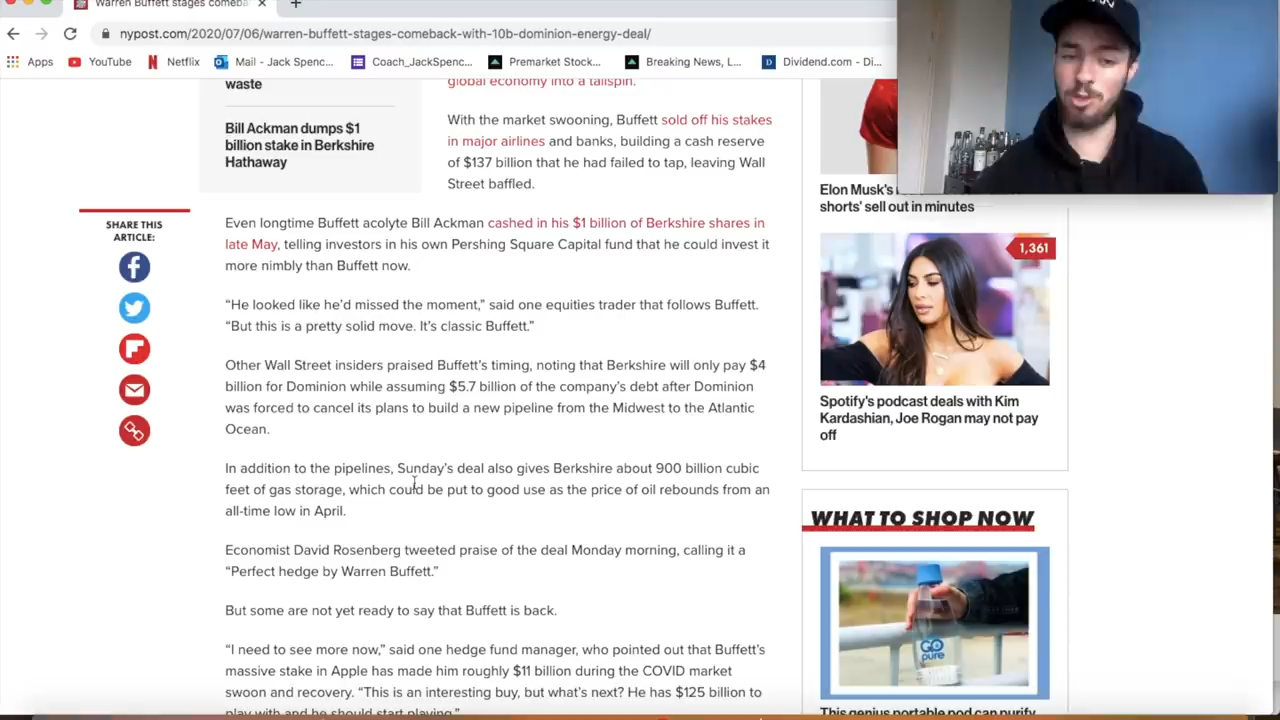 Warren Buffett stages comeba
nypost.com/2020/07/06/warren-buffett-stages-comeback-with-10b-dominion-energy-deal/
Apps
YouTube
Netflix
Mail - Jack Spenc...
Coach_JackSpenc...
Premarket Stock...
Breaking News, L...
Dividend.com - Di...
waste
Bill Ackman dumps $1
billion stake in Berkshire
Hathaway
SHARE THIS
ARTICLE:
global economy into a tailspin.
With the market swooning, Buffett sold off his stakes
in major airlines and banks, building a cash reserve
of $137 billion that he had failed to tap, leaving Wall
Street baffled.
Even longtime Buffett acolyte Bill Ackman cashed in his $1 billion of Berkshire shares in
late May, telling investors in his own Pershing Square Capital fund that he could invest it
more nimbly than Buffett now.
“He looked like he’d missed the moment,” said one equities trader that follows Buffett.
“But this is a pretty solid move. It’s classic Buffett.”
Other Wall Street insiders praised Buffett’s timing, noting that Berkshire will only pay $4
billion for Dominion while assuming $5.7 billion of the company’s debt after Dominion
was forced to cancel its plans to build a new pipeline from the Midwest to the Atlantic
Ocean.
In addition to the pipelines, Sunday’s deal also gives Berkshire about 900 billion cubic
feet of gas storage, which could be put to good use as the price of oil rebounds from an
all-time low in April.
Economist David Rosenberg tweeted praise of the deal Monday morning, calling it a
“Perfect hedge by Warren Buffett.”
But some are not yet ready to say that Buffett is back.
“I need to see more now,” said one hedge fund manager, who pointed out that Buffett’s
massive stake in Apple has made him roughly $11 billion during the COVID market
swoon and recovery. “This is an interesting buy, but what’s next? He has $125 billion to
play with and he should start playing.”
Elon Musk's
shorts’ sell out in minutes
1,361
Spotify’s podcast deals with Kim
Kardashian, Joe Rogan may not pay
off
WHAT TO SHOP NOW
GO
pure
This genius portable pod can purify